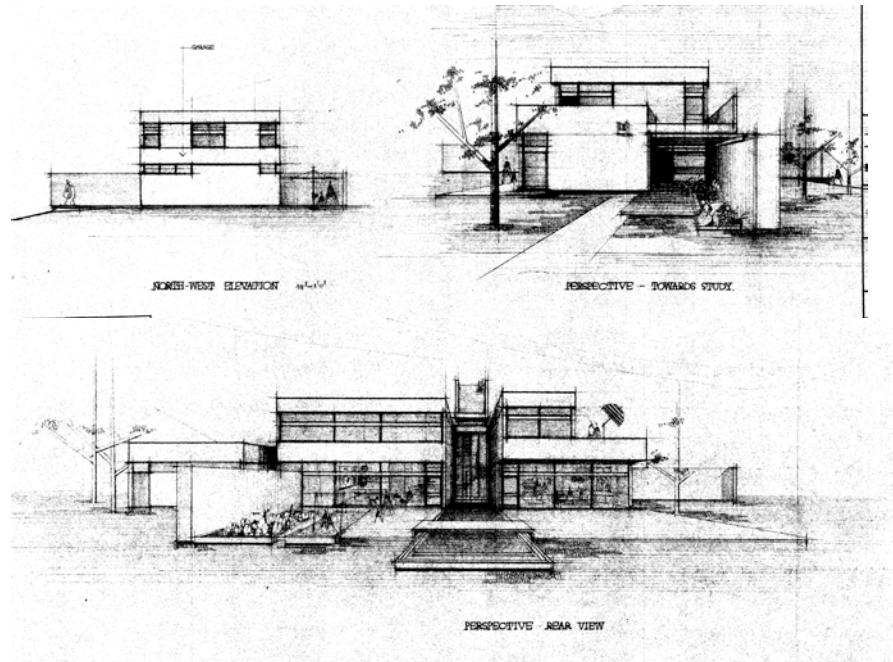 GARAGE
NORTH-WEST ELEVATION
PERSPECTIVE - TOWARDS STUDY.
PERSPECTIVE REAR VIEW